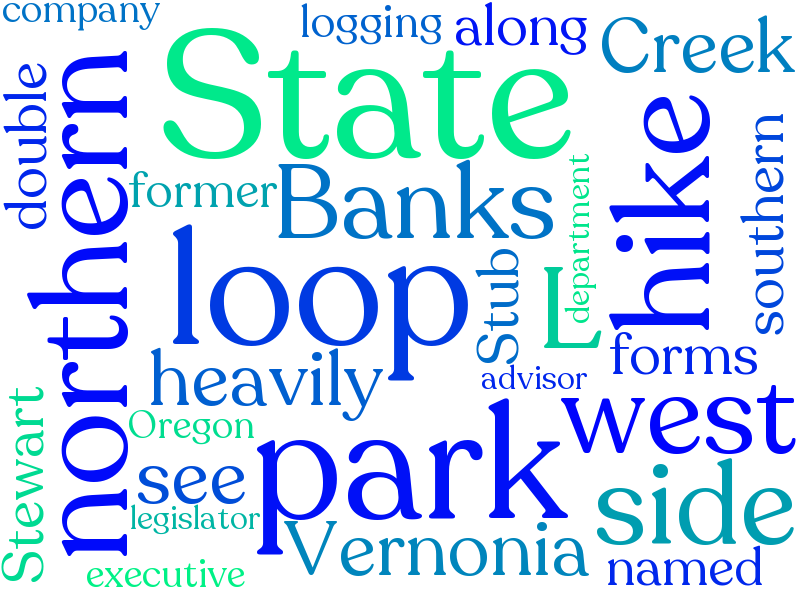 company
logging
along
Creek
State
double
northern
former
Banks
hike
southern
department
loop
Stub
L
forms
heavily
advisor
west
Stewart
Oregon
park
see
side
legislator
Vernonia
named
executive